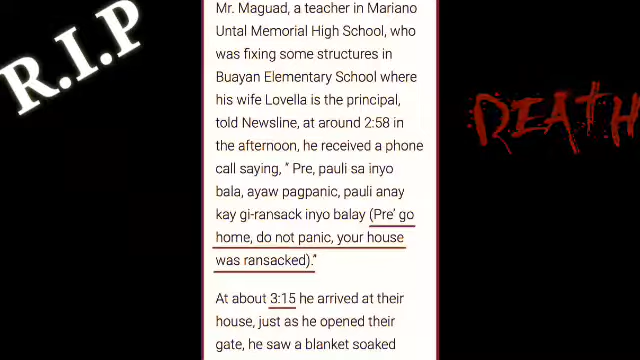 R.I.P
Mr. Maguad, a teacher in Mariano
Untal Memorial High School, who
was fixing some structures in
Buayan Elementary School where
his wife Lovella is the principal,
told Newsline, at around 2:58 in
the afternoon, he received a phone
call saying, “ Pre, pauli sa inyo
bala, ayaw pagpanic, pauli anay
kay gi-ransack inyo balay (Pre’ go
home, do not panic, your house
was ransacked).”
At about 3:15 he arrived at their
house, just as he opened their
gate, he saw a blanket soaked
DEATH